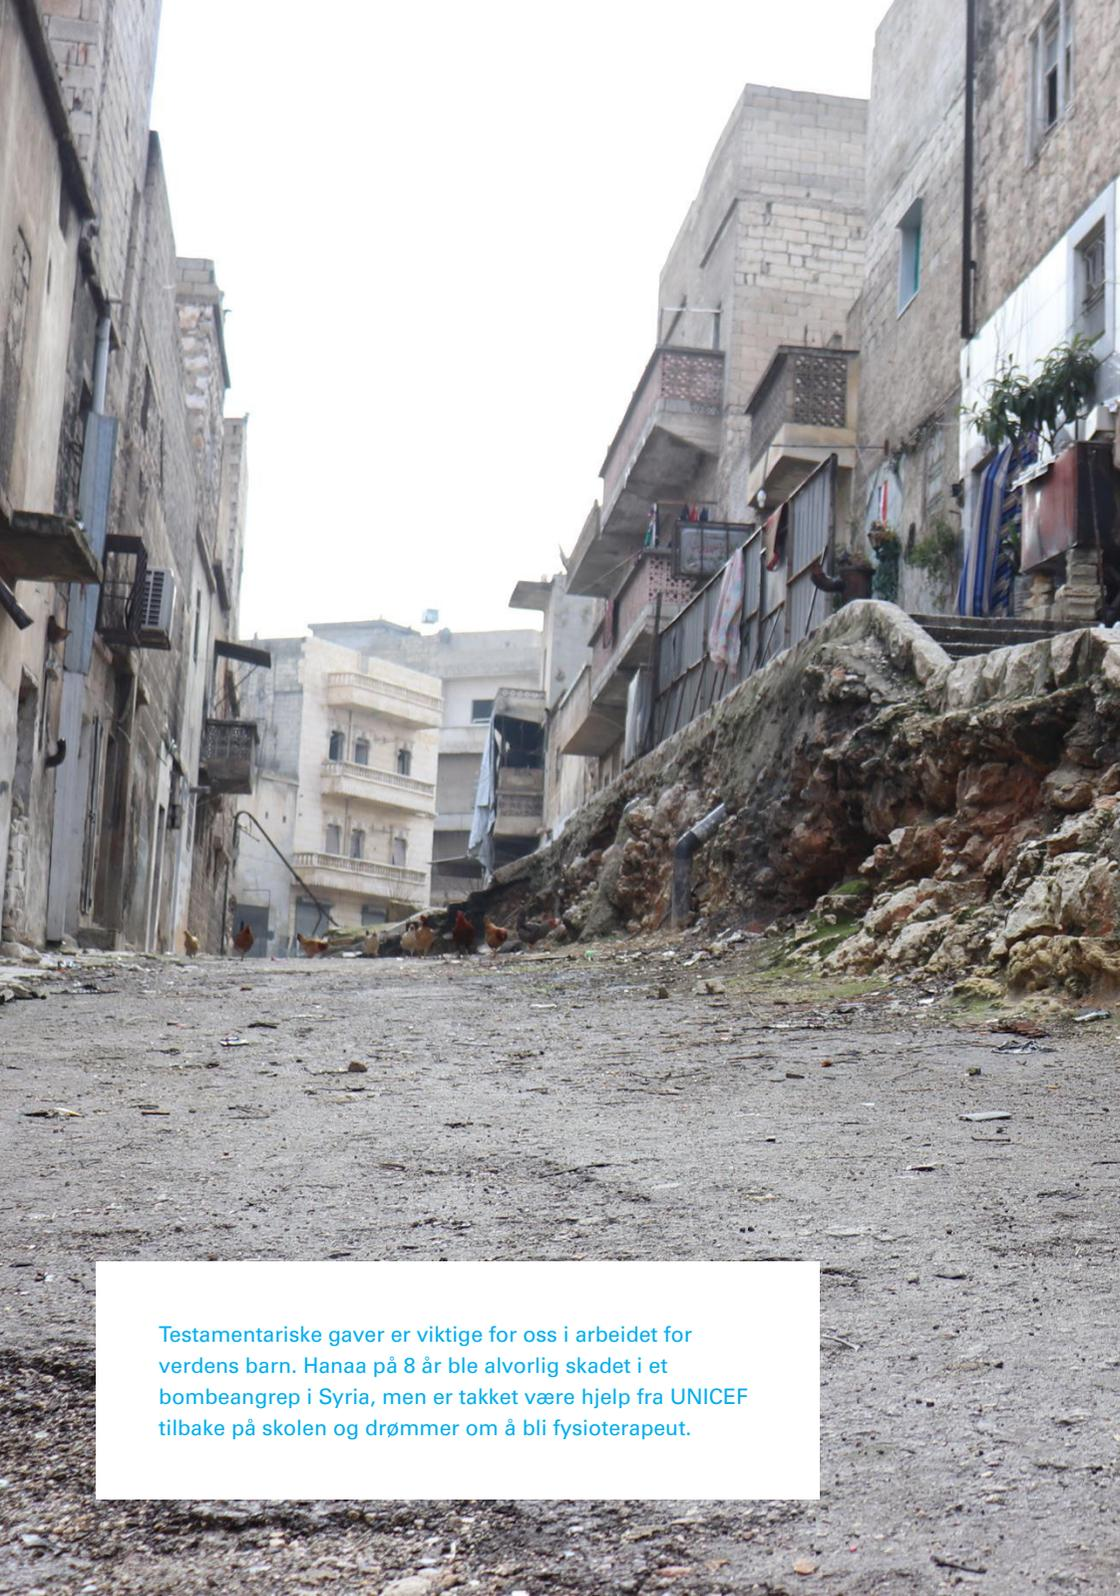 Testamentariske gaver er viktige for oss i arbeidet for
verdens barn. Hanaa på 8 år ble alvorlig skadet i et
bombeangrep i Syria, men er takket være hjelp fra UNICEF
tilbake på skolen og drømmer om å bli fysioterapeut.